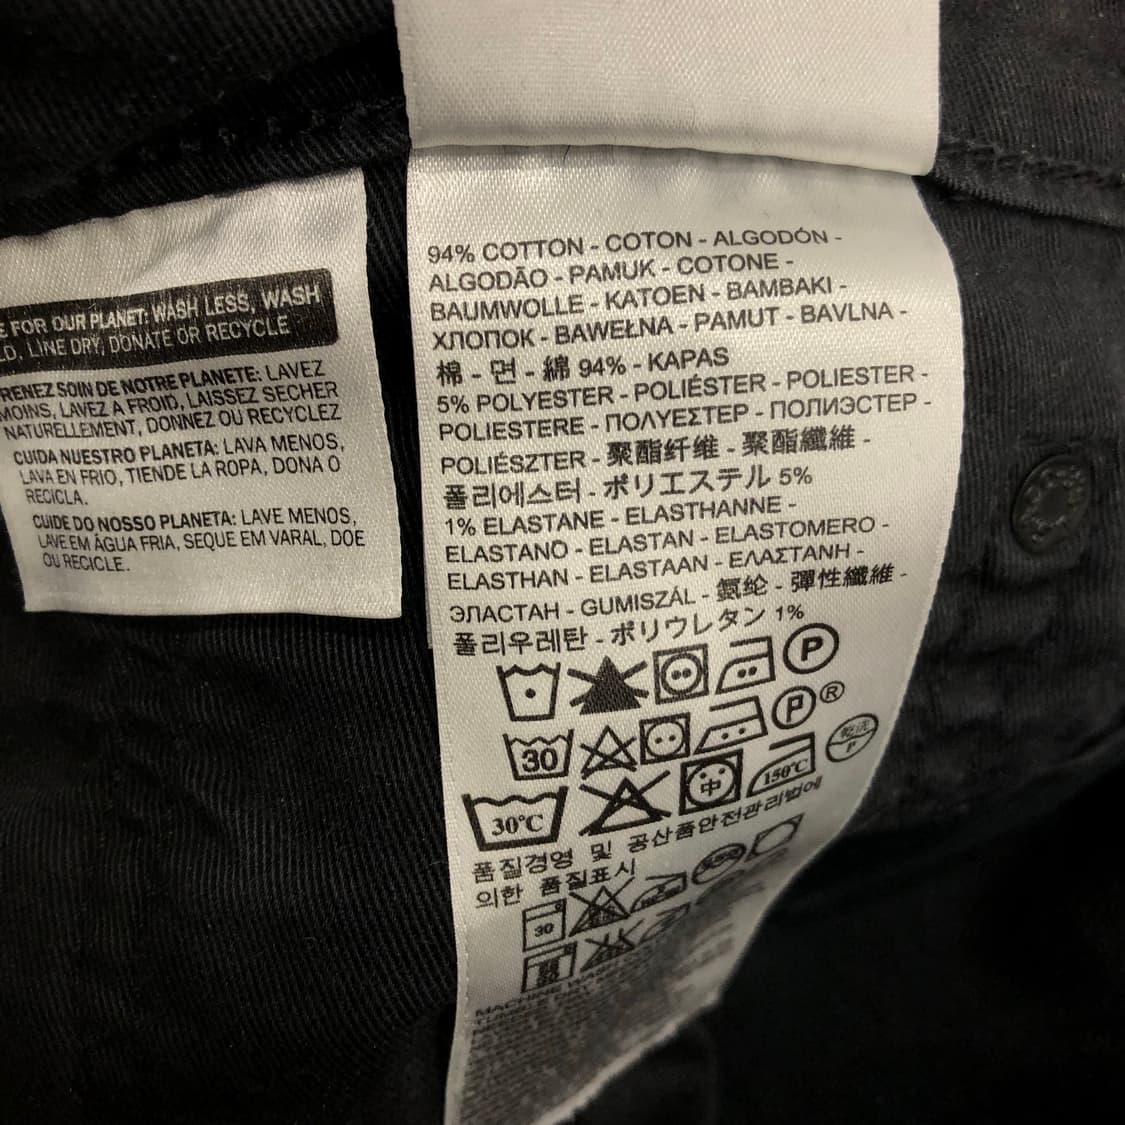 E FOR OUR PLANET: WASH LESS, WASH
LD, LINE DRY, DONATE OR RECYCLE
PRENEZ SOIN DE NOTRE PLANETE: LAVEZ
MOINS, LAVEZ A FROID, LAISSEZ SECHER
NATURELLEMENT, DONNEZ OU RECYCLEZ
CUIDA NUESTRO PLANETA: LAVA MENOS,
LAVA EN FRIO, TIENDE LA ROPA, DONA O
RECICLA.
CUIDE DO NOSSO PLANETA: LAVE MENOS,
LAVE EM ÁGUA FRIA, SEQUE EM VARAL, DOE
OU RECICLE.
94% COTTON - COTON - ALGODÓN -
ALGODÃO - PAMUK - COTONE -
BAUMWOLLE - KATOEN - BAMBAKI -
ХЛОПОК - BAWEŁNA - PAMUT - BAVLNA -
棉 - 면 - 綿 94% - KAPAS
5% POLYESTER - POLIÉSTER - POLIESTER -
POLIESTERE - ΠΟΛΥΕΣΤΕΡ - ПОЛИЭСТЕР -
POLIÉSZTER - 聚酯纤维 - 聚酯纖維 -
폴리에스터 - ポリエステル 5%
1% ELASTANE - ELASTHANNE -
ELASTANO - ELASTAN - ELASTOMERO -
ELASTHAN - ELASTAAN - ΕΛΑΣΤΑΝΗ -
ЭЛАСТАН - GUMISZÁL - 氨纶 - 彈性纖維 -
폴리우레탄 - ポリウレタン 1%
P
30 P ®
30°C 中 150°C 乾洗 P
품질경영 및 공산품안전관리법에
의한 품질표시
30
MACHINE WASH
TUMBLE DRY